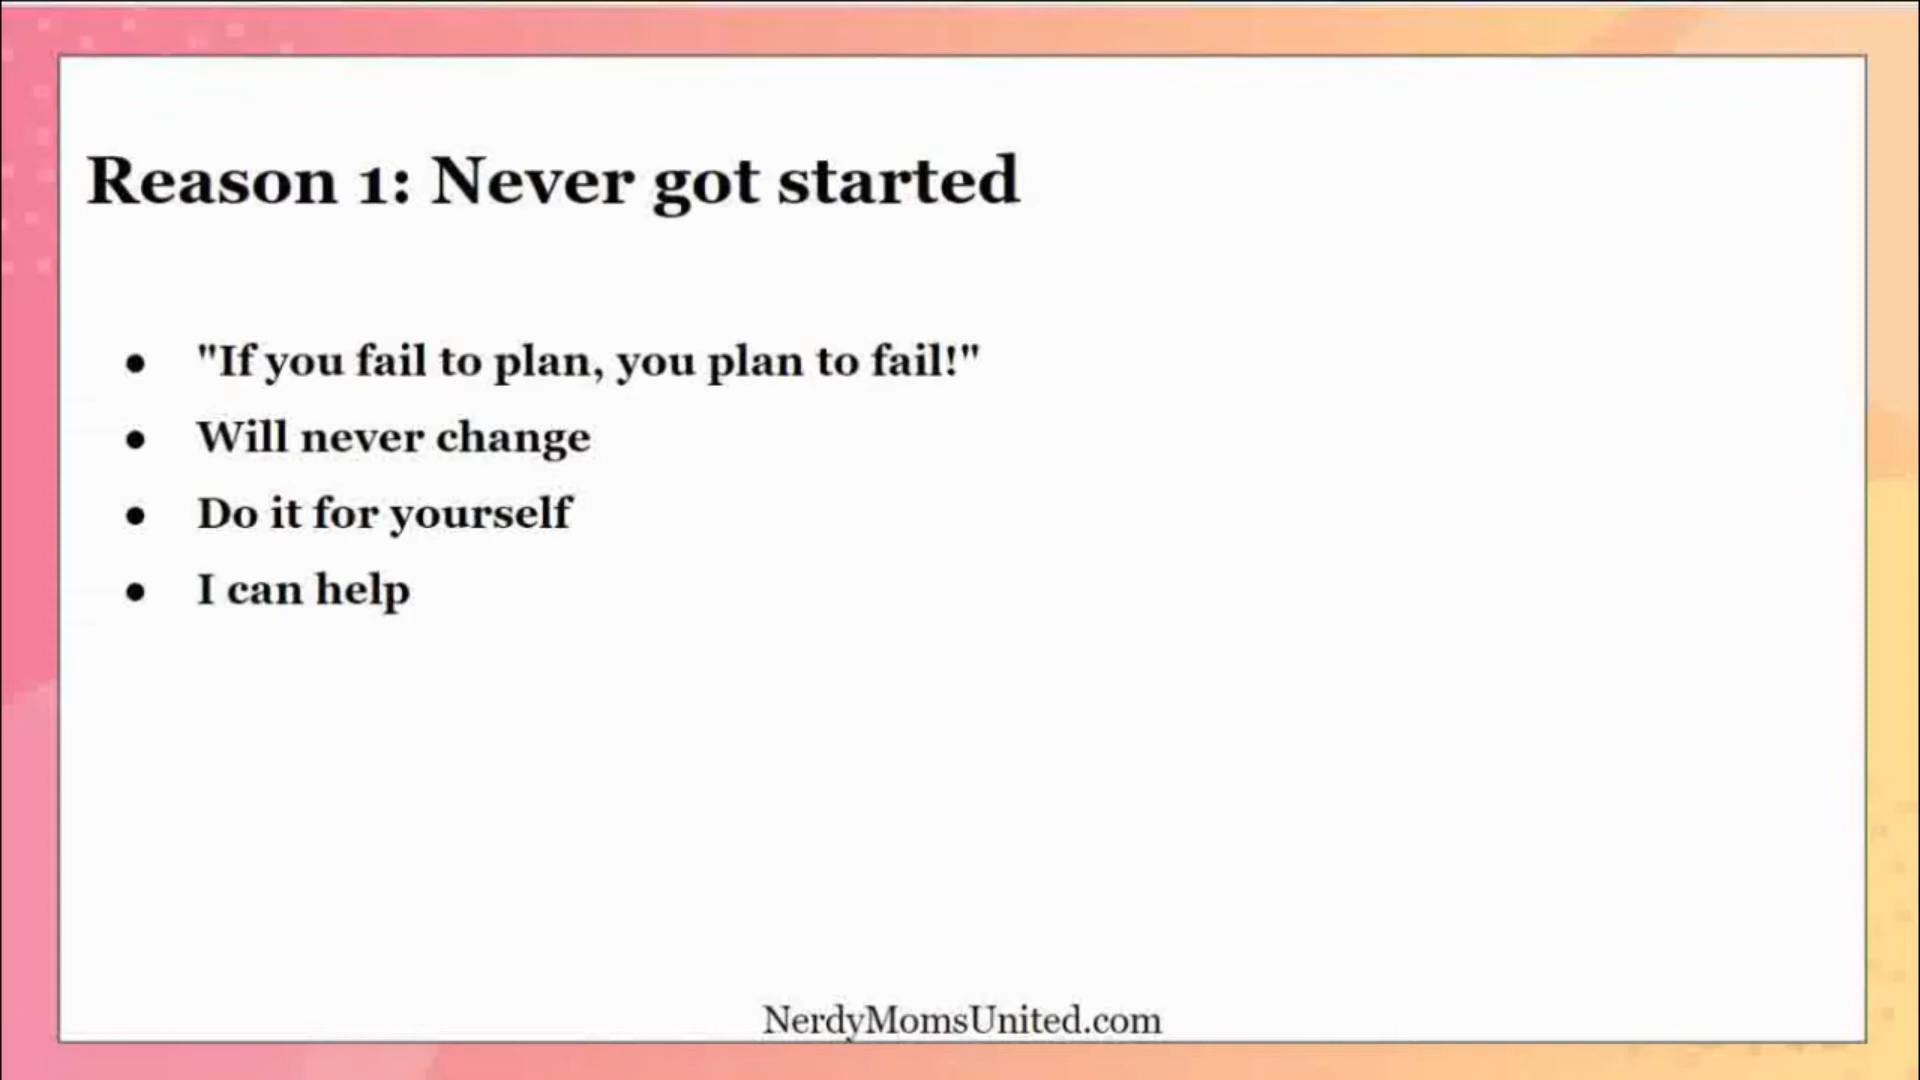 Reason 1: Never got started
● "If you fail to plan, you plan to fail!"
● Will never change
● Do it for yourself
● I can help
NerdyMomsUnited.com